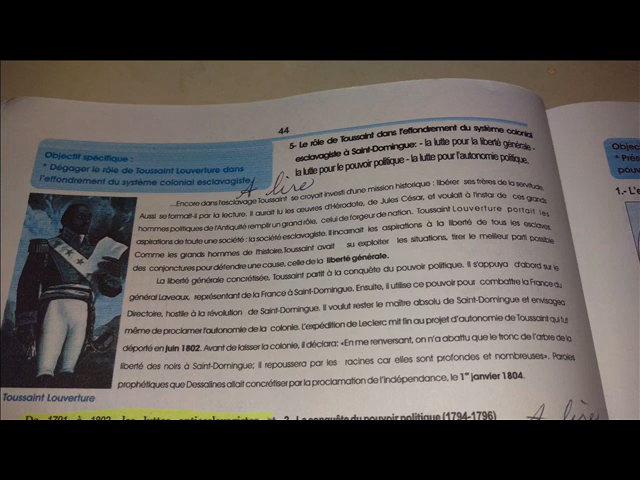 44
Objectif spécifique :
* Dégager le rôle de Toussaint Louverture dans
l'effondrement du système colonial esclavagiste
5- Le rôle de Toussaint dans l'effondrement du système colonial
esclavagiste à Saint-Domingue: - la lutte pour la liberté générale -
la lutte pour le pouvoir politique - la lutte pour l'autonomie politique.
A lire
...Encore dans l'esclavage Toussaint se croyait investi d'une mission historique : libérer ses frères de la servitude.
Aussi se formait-il par la lecture. Il aurait lu les œuvres d'Hérodote, de Jules César, et voulait à l'instar de ces grands
hommes politiques de l'Antiquité remplir un grand rôle, celui de forgeur de nation. Toussaint Louverture portait les
aspirations de toute une société : la société esclavagiste. Il incarnait les aspirations à la liberté de tous les esclaves.
Comme les grands hommes de l'histoire, Toussaint avait su exploiter les situations, tirer le meilleur parti possible
des conjonctures pour défendre une cause, celle de la liberté générale.
La liberté générale concrétisée, Toussaint partit à la conquête du pouvoir politique. Il s'appuya d'abord sur le
général Laveaux, représentant de la France à Saint-Domingue. Ensuite, il utilise ce pouvoir pour combattre la France du
Directoire, hostile à la révolution de Saint-Domingue. Il voulut rester le maître absolu de Saint-Domingue et envisagea
même de proclamer l'autonomie de la colonie. L'expédition de Leclerc mit fin au projet d'autonomie de Toussaint qui fut
déporté en juin 1802. Avant de laisser la colonie, il déclara: «En me renversant, on n'a abattu que le tronc de l'arbre de la
liberté des noirs à Saint-Domingue; il repoussera par les racines car elles sont profondes et nombreuses». Paroles
prophétiques que Dessalines allait concrétiser par la proclamation de l'indépendance, le 1er janvier 1804.
Toussaint Louverture
De 1791 à 1802, les luttes antiesclavagistes et
2. La conquête du pouvoir politique (1794-1796)
A lire
Objec
* Prés
pouv
1.- L'é